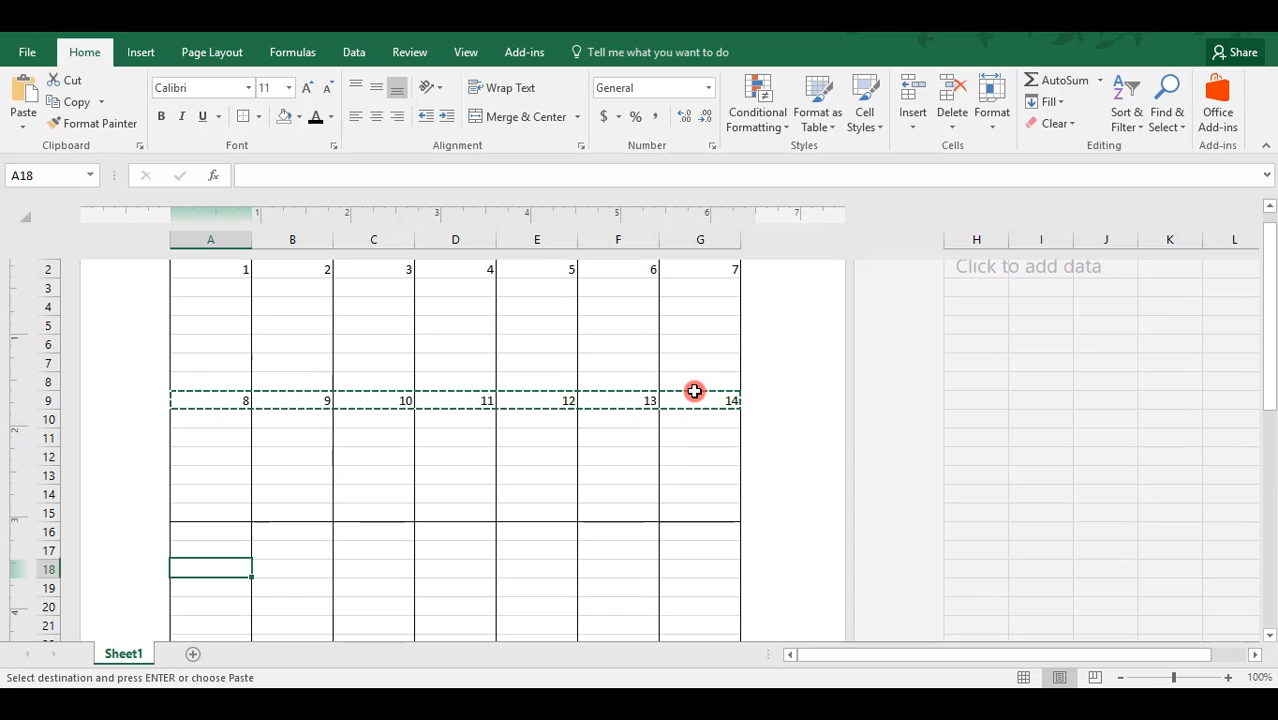 File Home Insert Page Layout Formulas Data Review View Add-ins Tell me what you want to do Share
Paste Cut Copy Format Painter
Calibri 11 A A
B I U A
Wrap Text
Merge & Center
General
$ % ,
Conditional Formatting Format as Table Cell Styles
Insert Delete Format
AutoSum
Fill
Clear
Sort & Filter Find & Select
Office Add-ins
Clipboard Font Alignment Number Styles Cells Editing Add-ins
A18 fx
1 2 3 4 5 6 7
A B C D E F G H I J K L
2 1 2 3 4 5 6 7 Click to add data
3
4
5
6
7
8
9 8 9 10 11 12 13 14
10
11
12
13
14
15
16
17
18
19
20
21
Sheet1
Select destination and press ENTER or choose Paste 100%